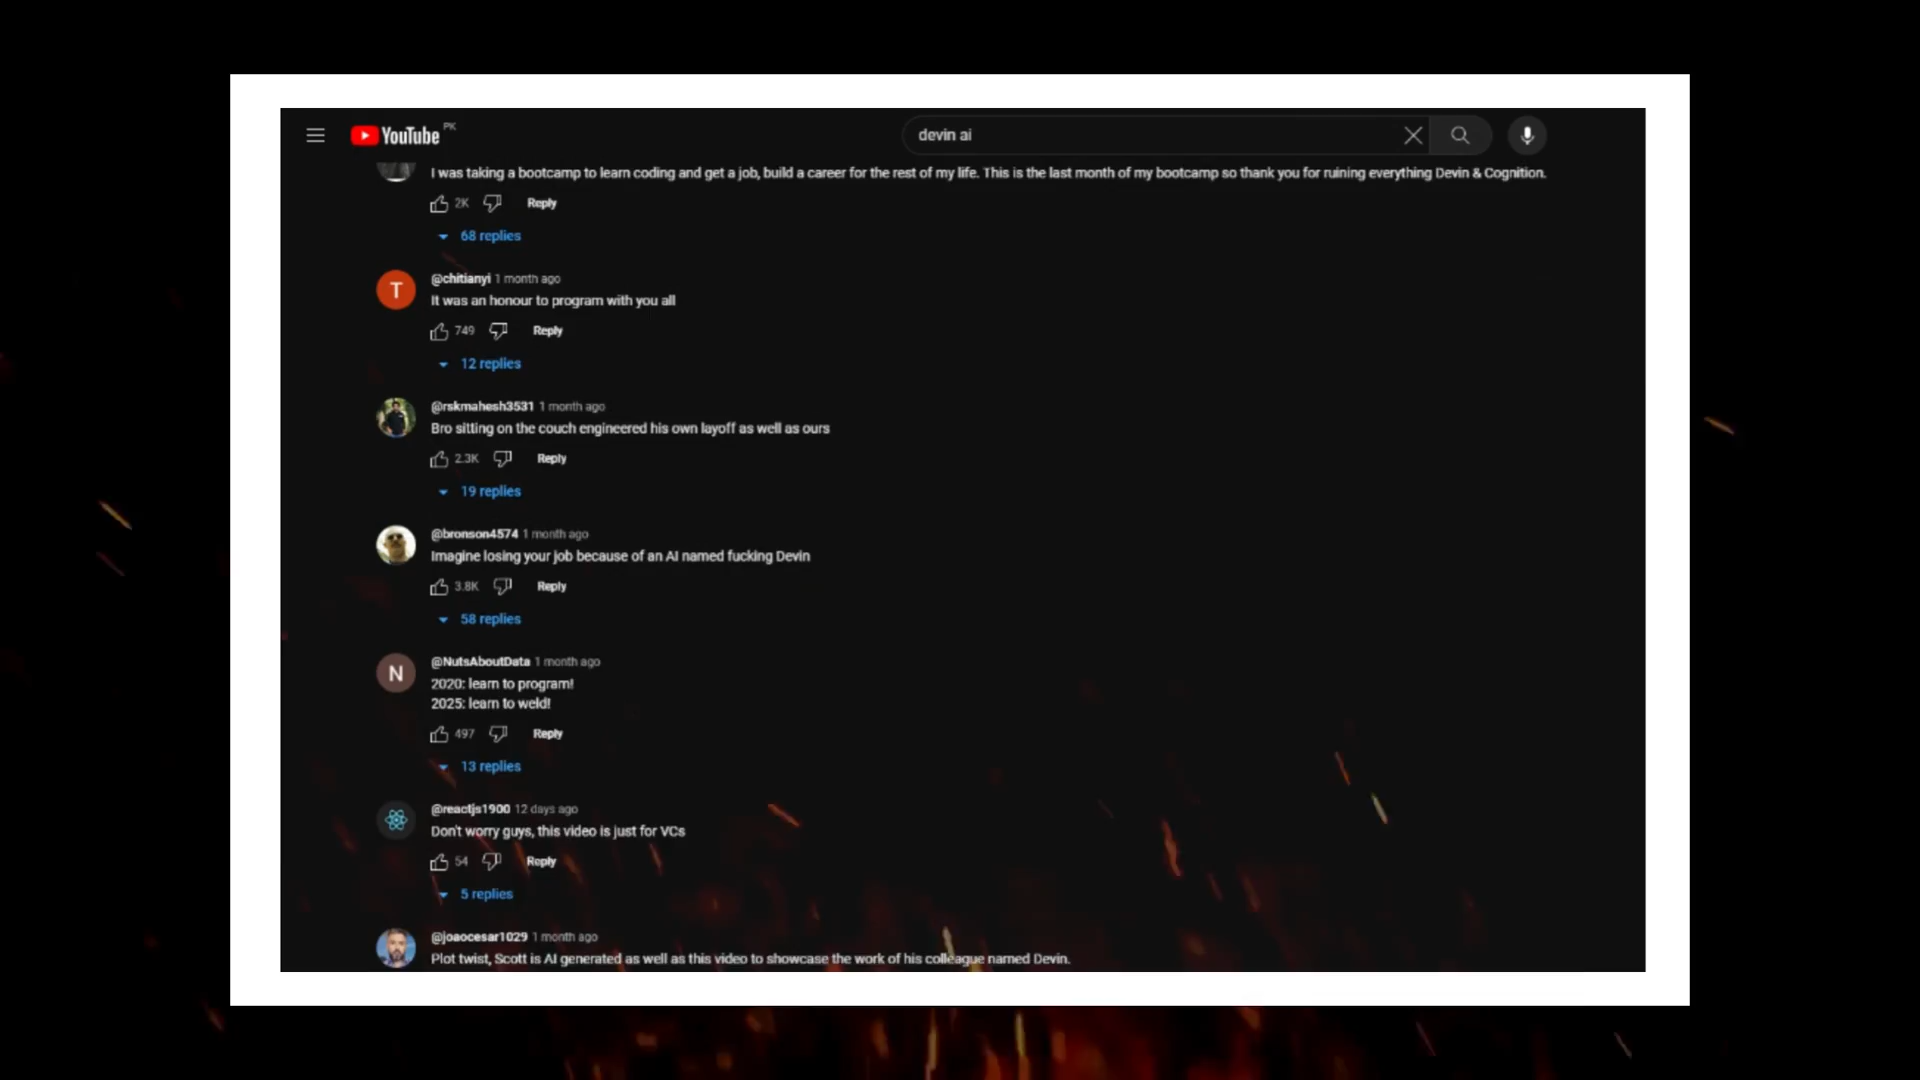 YouTube PK
devin ai
I was taking a bootcamp to learn coding and get a job, build a career for the rest of my life. This is the last month of my bootcamp so thank you for ruining everything Devin & Cognition.
2K Reply
68 replies
T
@chitianyi 1 month ago
It was an honour to program with you all
749 Reply
12 replies
@rskmahesh3531 1 month ago
Bro sitting on the couch engineered his own layoff as well as ours
2.3K Reply
19 replies
@bronson4574 1 month ago
Imagine losing your job because of an AI named fucking Devin
3.8K Reply
58 replies
N
@NutsAboutData 1 month ago
2020: learn to program!
2025: learn to weld!
497 Reply
13 replies
@reactjs1900 12 days ago
Don't worry guys, this video is just for VCs
54 Reply
5 replies
@joaocesar1029 1 month ago
Plot twist, Scott is AI generated as well as this video to showcase the work of his colleague named Devin.